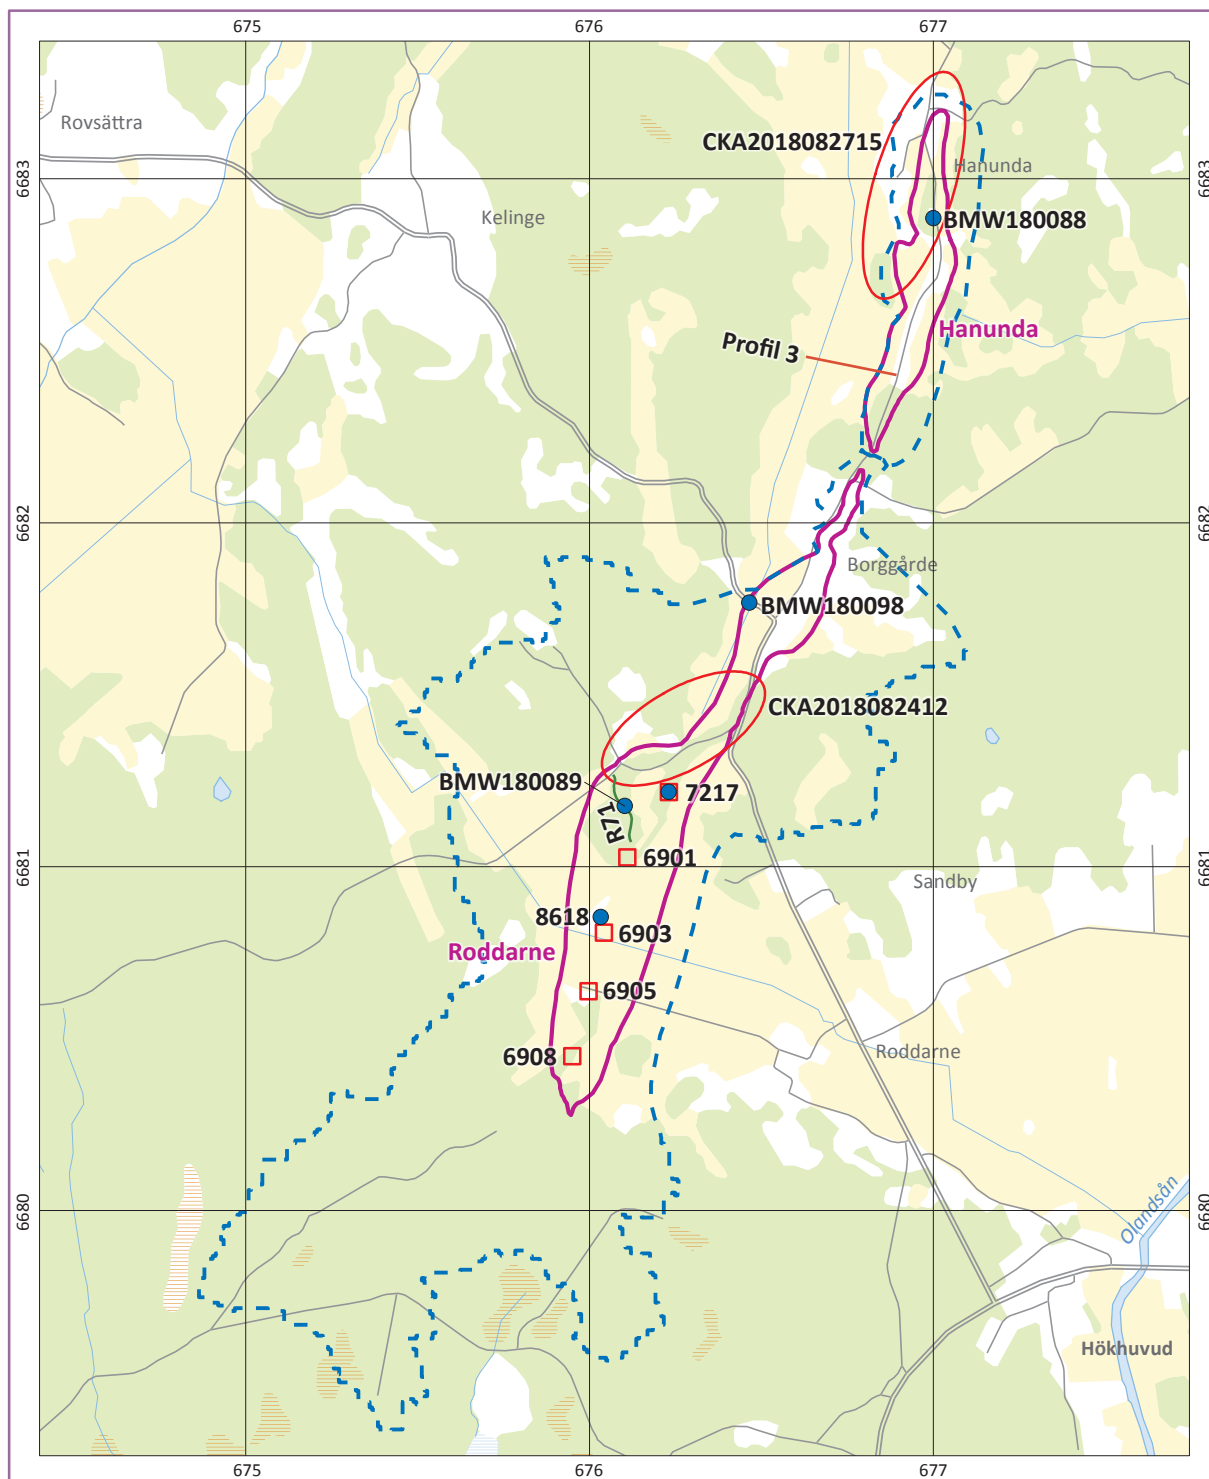 675
676
677
Rovsättra
CKA2018082715
Hanunda
6683
6683
Kelinge
BMW180088
Hanunda
Profil 3
6682
6682
Borggårde
BMW180098
CKA2018082412
BMW180089
7217
R71
6901
6681
6681
Sandby
8618
6903
Roddarne
6905
6908
Roddarne
6680
6680
Olandsån
Hökhuvud
675
676
677